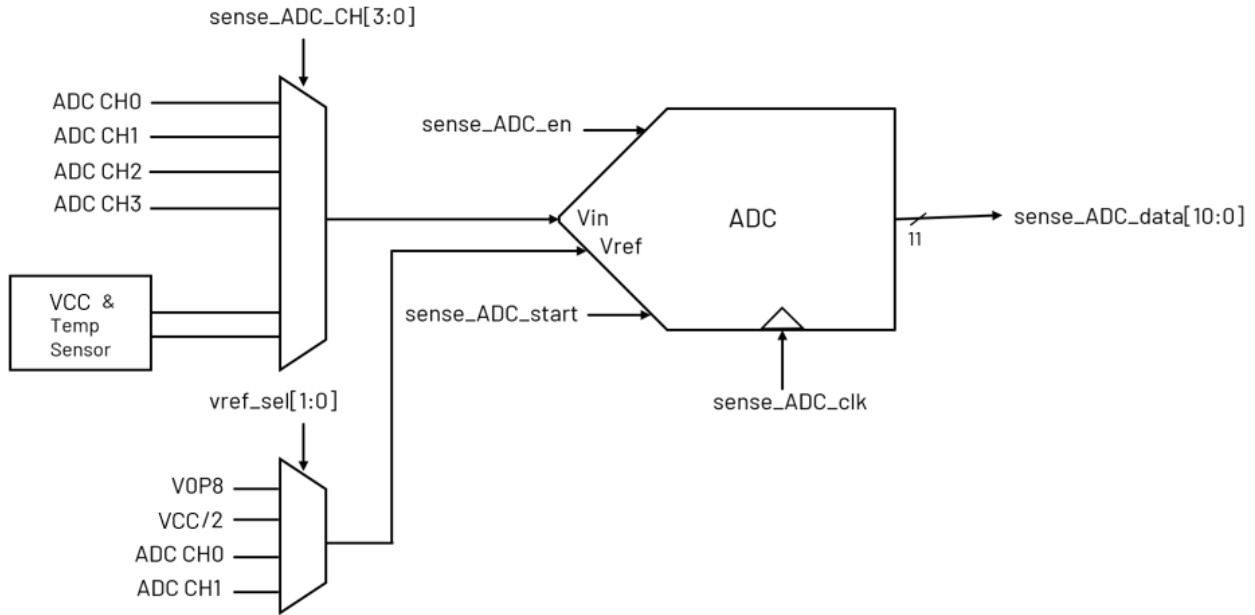 sense_ADC_CH[3:0]
ADC CH0
ADC CH1
ADC CH2
ADC CH3
VCC &
Temp
Sensor
sense_ADC_en
Vin
Vref
ADC
sense_ADC_start
11
sense_ADC_data[10:0]
sense_ADC_clk
vref_sel[1:0]
V0P8
VCC/2
ADC CH0
ADC CH1